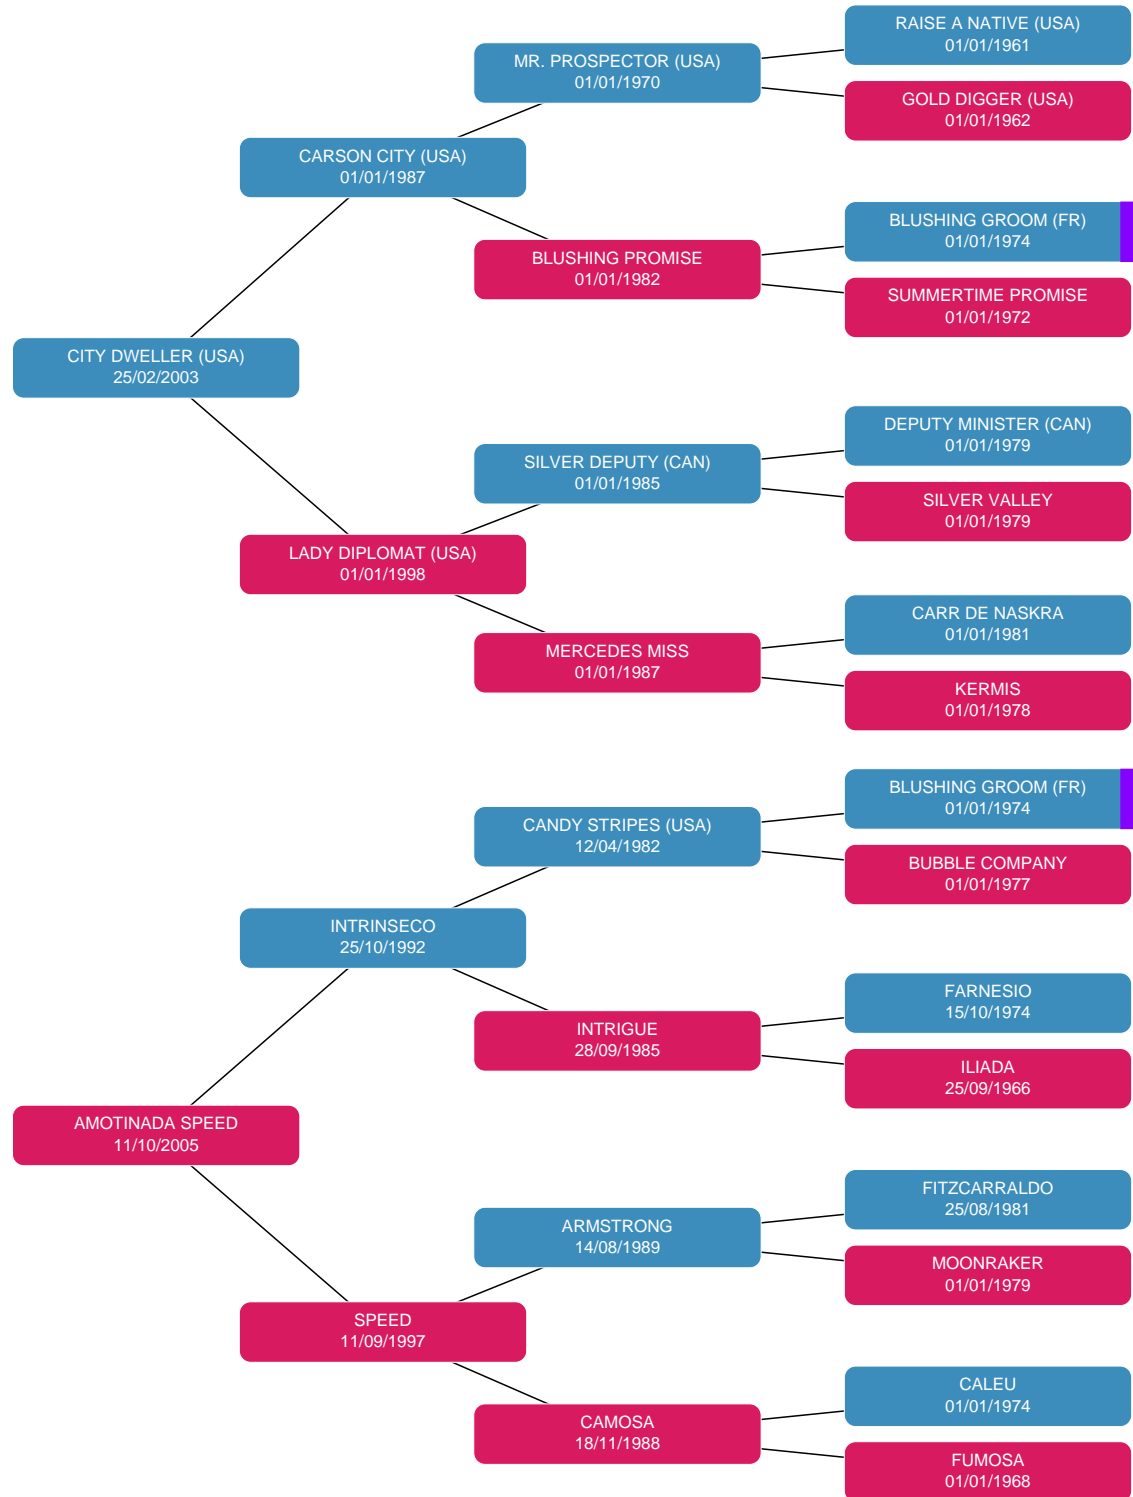 RAISE A NATIVE (USA)
01/01/1961
MR. PROSPECTOR (USA)
01/01/1970
GOLD DIGGER (USA)
01/01/1962
CARSON CITY (USA)
01/01/1987
BLUSHING GROOM (FR)
01/01/1974
BLUSHING PROMISE
01/01/1982
SUMMERTIME PROMISE
01/01/1972
CITY DWELLER (USA)
25/02/2003
DEPUTY MINISTER (CAN)
01/01/1979
SILVER DEPUTY (CAN)
01/01/1985
SILVER VALLEY
01/01/1979
LADY DIPLOMAT (USA)
01/01/1998
CARR DE NASKRA
01/01/1981
MERCEDES MISS
01/01/1987
KERMIS
01/01/1978
BLUSHING GROOM (FR)
01/01/1974
CANDY STRIPES (USA)
12/04/1982
BUBBLE COMPANY
01/01/1977
INTRINSECO
25/10/1992
FARNESIO
15/10/1974
INTRIGUE
28/09/1985
ILIADA
25/09/1966
AMOTINADA SPEED
11/10/2005
FITZCARRALDO
25/08/1981
ARMSTRONG
14/08/1989
MOONRAKER
01/01/1979
SPEED
11/09/1997
CALEU
01/01/1974
CAMOSA
18/11/1988
FUMOSA
01/01/1968